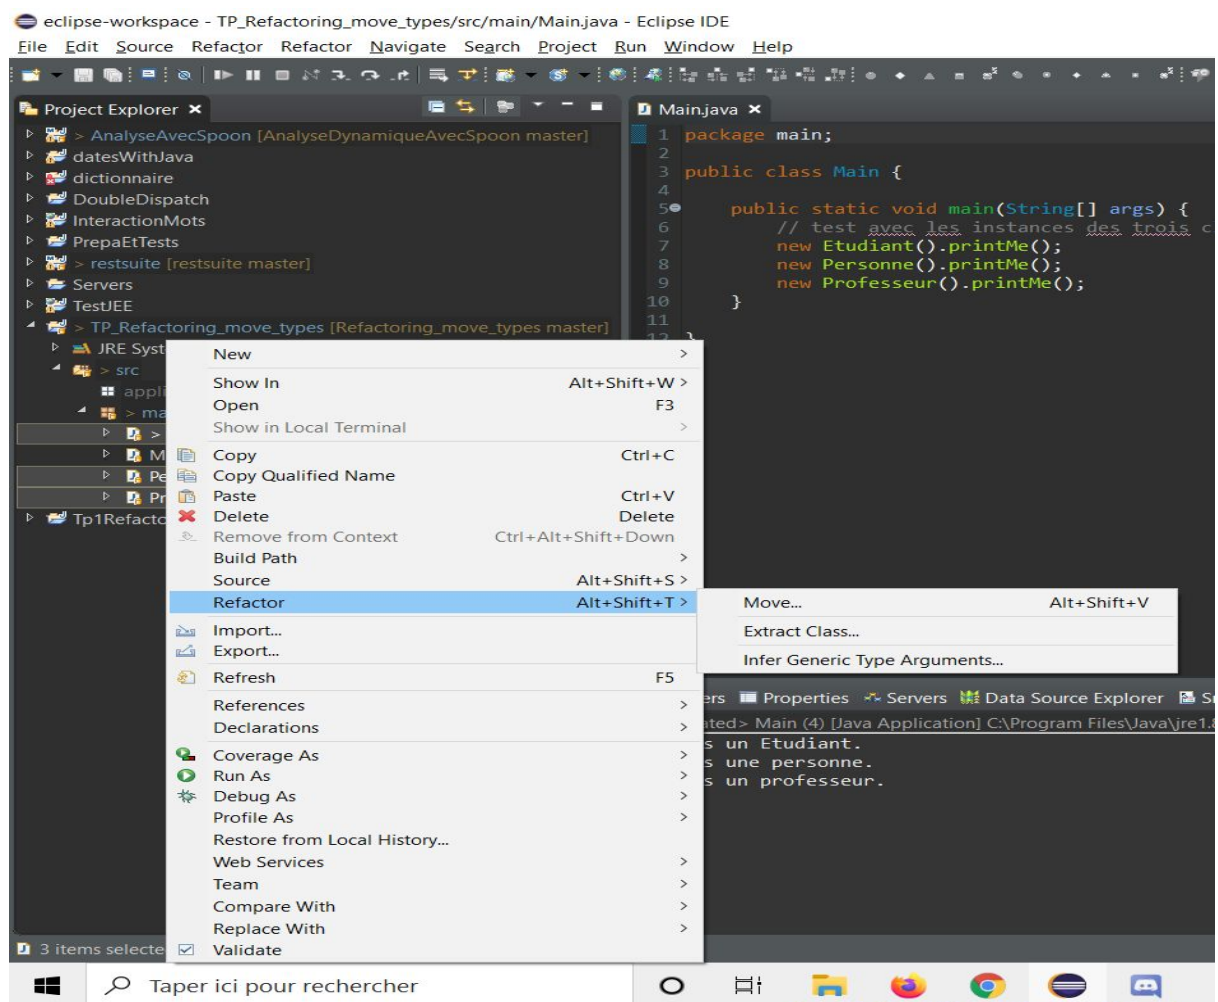 eclipse-workspace - TP_Refactoring_move_types/src/main/Main.java - Eclipse IDE
File Edit Source Refactor Refactor Navigate Search Project Run Window Help
Project Explorer
> AnalyseAvecSpoon [AnalyseDynamiqueAvecSpoon master]
datesWithJava
dictionnaire
DoubleDispatch
InteractionMots
PrepaEtTests
> restsuite [restsuite master]
Servers
TestJEE
> TP_Refactoring_move_types [Refactoring_move_types master]
JRE Syst
> src
appli
> ma
>
M
Pe
Pr
Tp1Refacto
3 items selecte
Main.java
1 package main;
2
3 public class Main {
4
5 public static void main(String[] args) {
6 // test avec les instances des trois c
7 new Etudiant().printMe();
8 new Personne().printMe();
9 new Professeur().printMe();
10 }
11
12 }
New
Show In Alt+Shift+W >
Open F3
Show in Local Terminal
Copy Ctrl+C
Copy Qualified Name
Paste Ctrl+V
Delete Delete
Remove from Context Ctrl+Alt+Shift+Down
Build Path
Source Alt+Shift+S >
Refactor Alt+Shift+T >
Import...
Export...
Refresh F5
References
Declarations
Coverage As
Run As
Debug As
Profile As
Restore from Local History...
Web Services
Team
Compare With
Replace With
Validate
Move... Alt+Shift+V
Extract Class...
Infer Generic Type Arguments...
ers Properties Servers Data Source Explorer Sn
ated> Main (4) [Java Application] C:\Program Files\Java\jre1.8
s un Etudiant.
s une personne.
s un professeur.
Taper ici pour rechercher